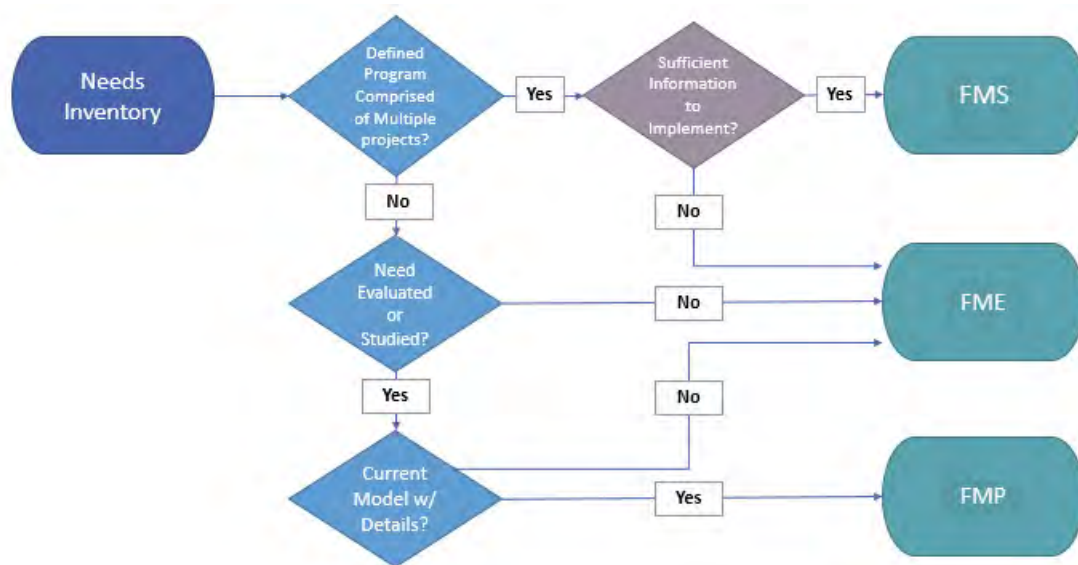 Needs
Inventory
Defined
Program
Comprised
of Multiple
projects?
Yes
Sufficient
Information
to
Implement?
Yes
FMS
No
No
Need
Evaluated
or
Studied?
No
FME
Yes
No
Current
Model w/
Details?
Yes
FMP